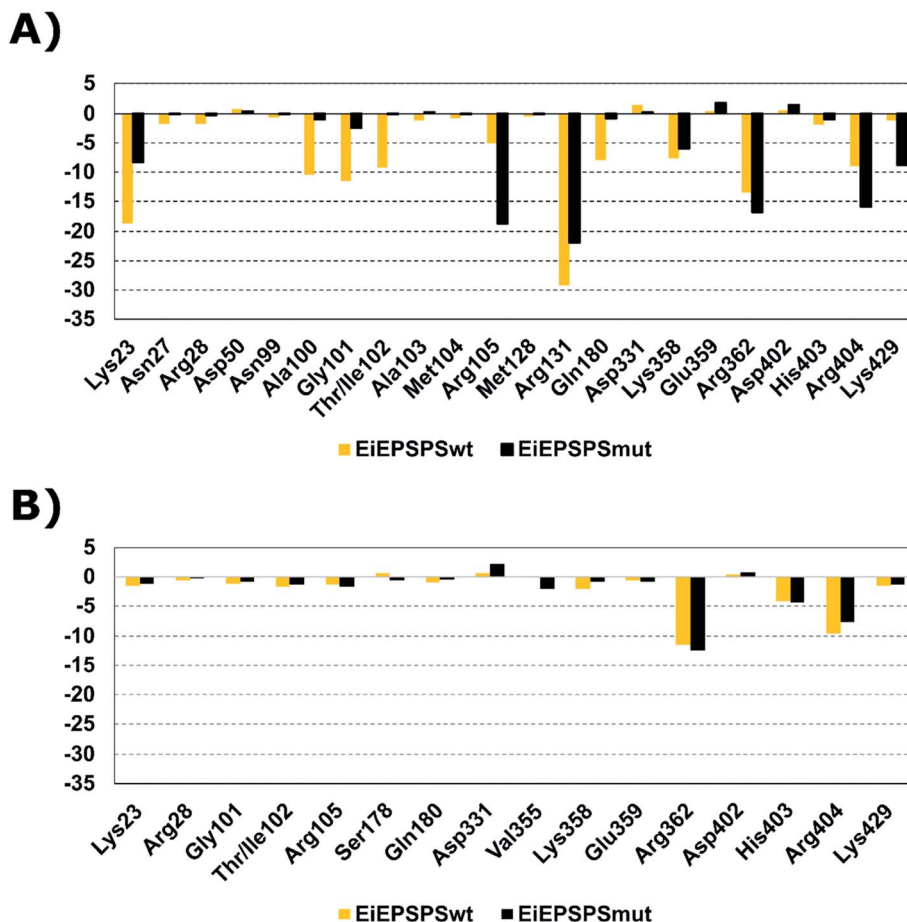 A)
5
0
-5
-10
-15
-20
-25
-30
-35
Lys23
Asn27
Arg28
Asp50
Asn99
Ala100
Gly101
Thr/Ile102
Ala103
Met104
Arg105
Met128
Arg131
Gln180
Asp331
Lys358
Glu359
Arg362
Asp402
His403
Arg404
Lys429
EiEPSPSwt EiEPSPSmut
B)
5
0
-5
-10
-15
-20
-25
-30
-35
Lys23
Arg28
Gly101
Thr/Ile102
Arg105
Ser178
Gln180
Asp331
Val355
Lys358
Glu359
Arg362
Asp402
His403
Arg404
Lys429
EiEPSPSwt EiEPSPSmut